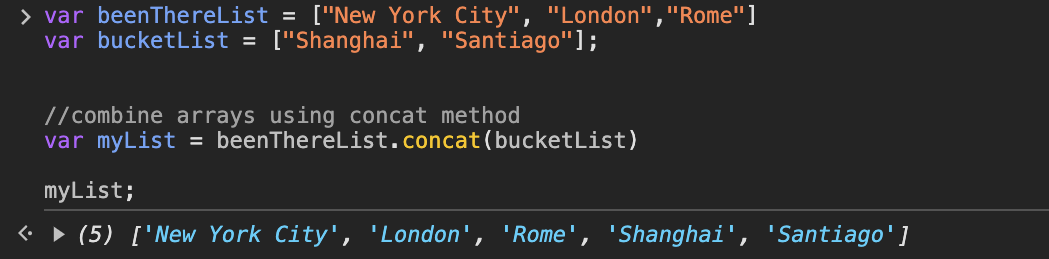 var beenThereList = ["New York City", "London","Rome"]
var bucketList = ["Shanghai", "Santiago"];
//combine arrays using concat method
var myList = beenThereList.concat(bucketList)
myList;
(5) ['New York City', 'London', 'Rome', 'Shanghai', 'Santiago']